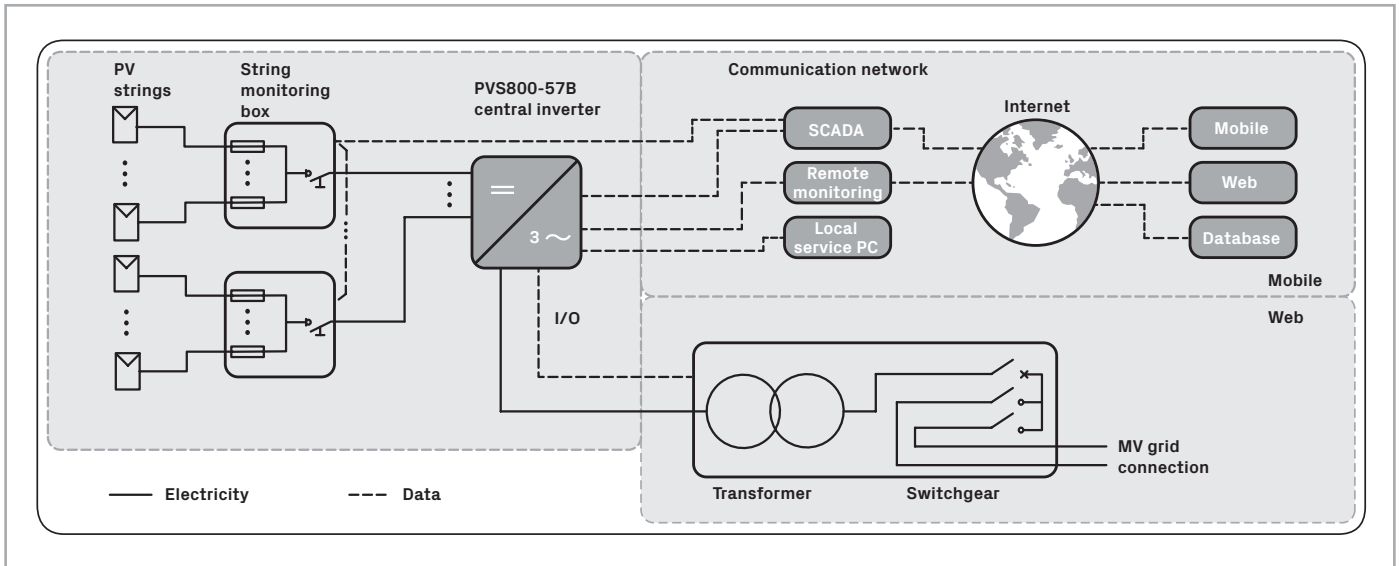 PV
strings
String
monitoring
box
PVS800-57B
central inverter
Communication network
SCADA
Remote
monitoring
Local
service PC
Internet
Mobile
Web
Database
Mobile
Web
3
I/O
MV grid
connection
Transformer
Switchgear
Electricity
Data